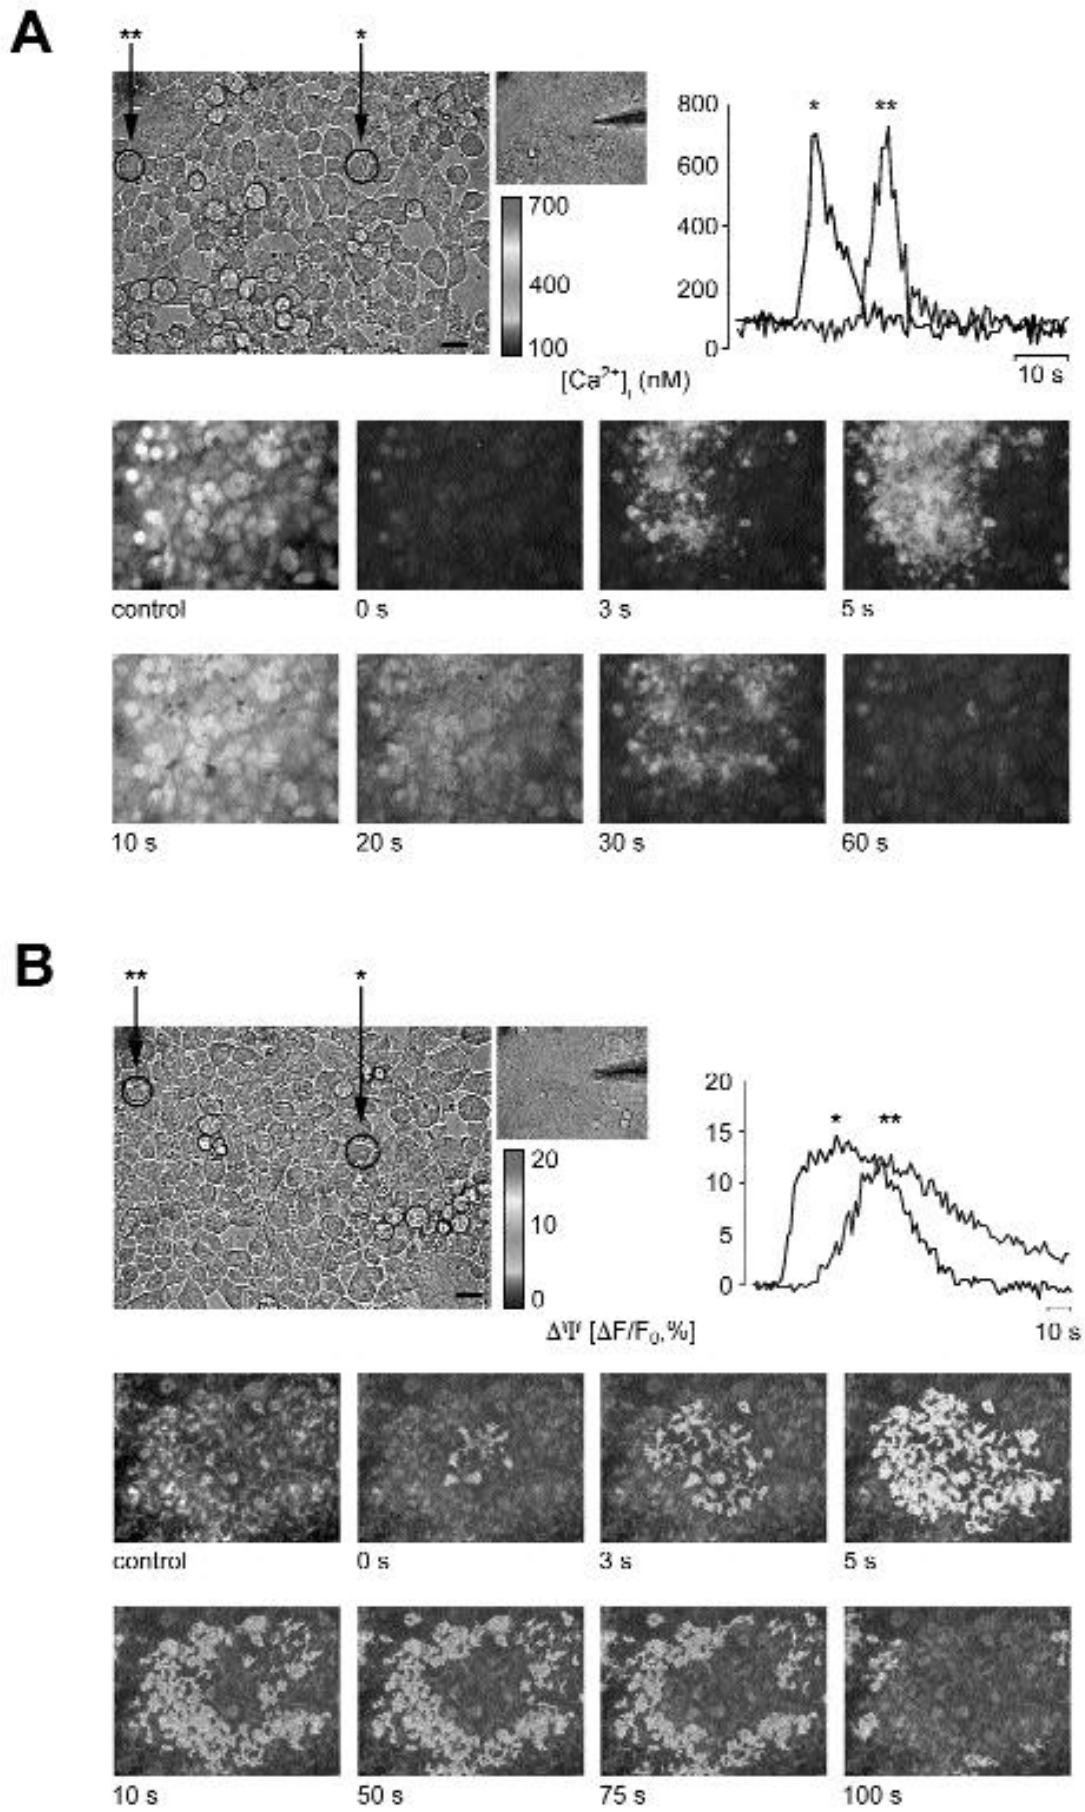 A
** *
800
* **
600
400
200
0
10 s
700
400
100
[Ca²⁺]ᵢ (nM)
control 0 s 3 s 5 s
10 s 20 s 30 s 60 s
B
** *
20
* **
15
10
5
0
10 s
20
10
0
ΔΨ [ΔF/F₀,%]
control 0 s 3 s 5 s
10 s 50 s 75 s 100 s